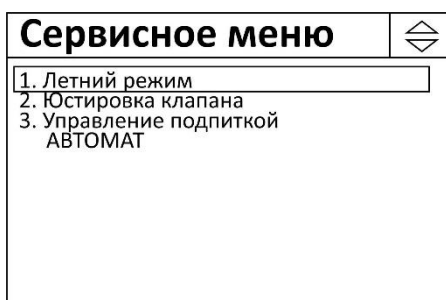 Сервисное меню
1. Летний режим
2. Юстировка клапана
3. Управление подпиткой
АВТОМАТ